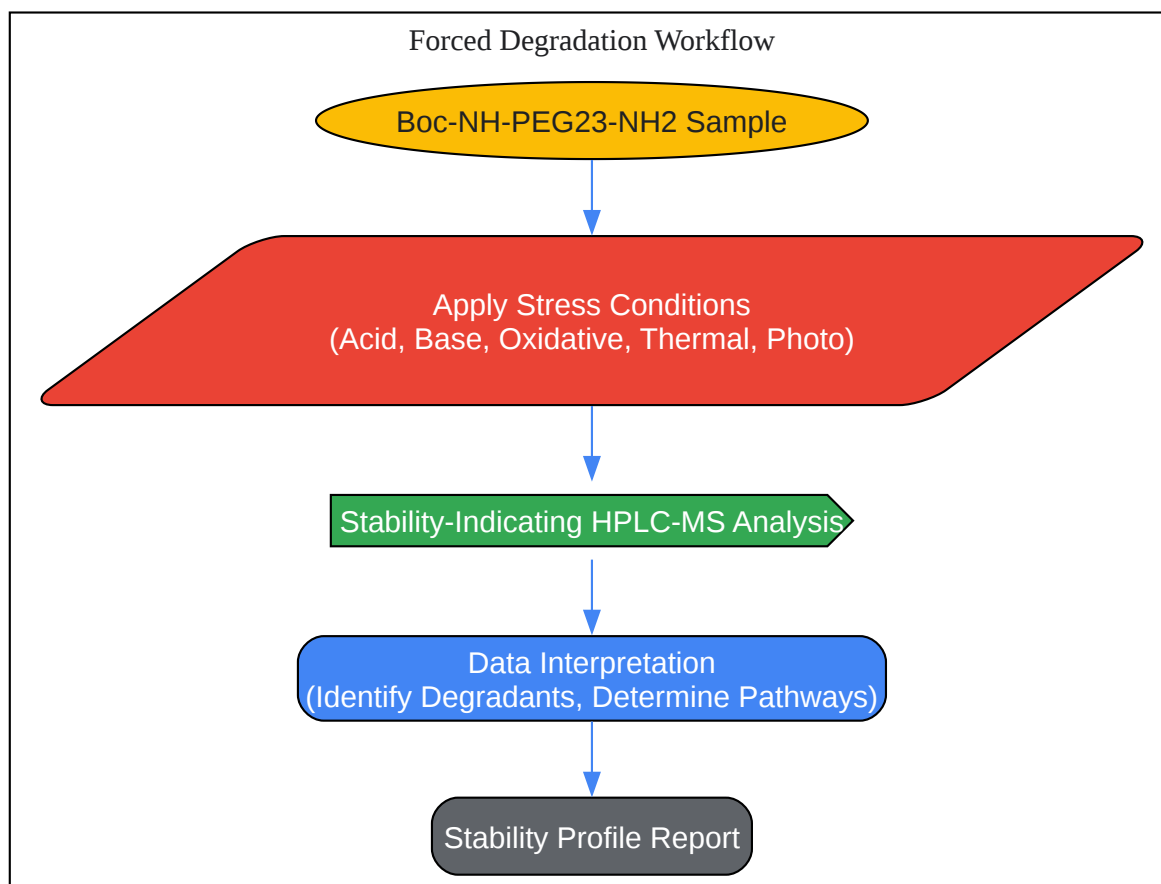 Forced Degradation Workflow
Boc-NH-PEG23-NH2 Sample
Apply Stress Conditions
(Acid, Base, Oxidative, Thermal, Photo)
Stability-Indicating HPLC-MS Analysis
Data Interpretation
(Identify Degradants, Determine Pathways)
Stability Profile Report